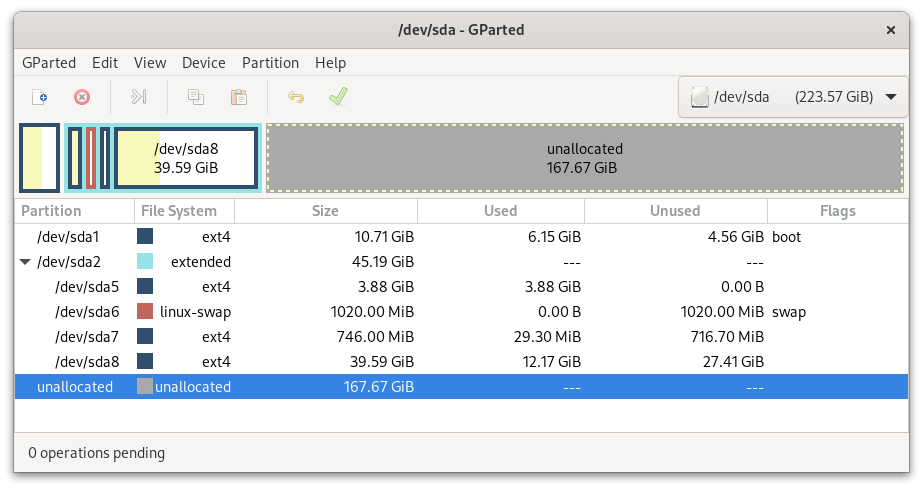 /dev/sda - GParted
GParted Edit View Device Partition Help
/dev/sda (223.57 GiB)
/dev/sda8
39.59 GiB
unallocated
167.67 GiB
Partition File System Size Used Unused Flags
/dev/sda1 ext4 10.71 GiB 6.15 GiB 4.56 GiB boot
/dev/sda2 extended 45.19 GiB --- ---
/dev/sda5 ext4 3.88 GiB 3.88 GiB 0.00 B
/dev/sda6 linux-swap 1020.00 MiB 0.00 B 1020.00 MiB swap
/dev/sda7 ext4 746.00 MiB 29.30 MiB 716.70 MiB
/dev/sda8 ext4 39.59 GiB 12.17 GiB 27.41 GiB
unallocated unallocated 167.67 GiB --- ---
0 operations pending